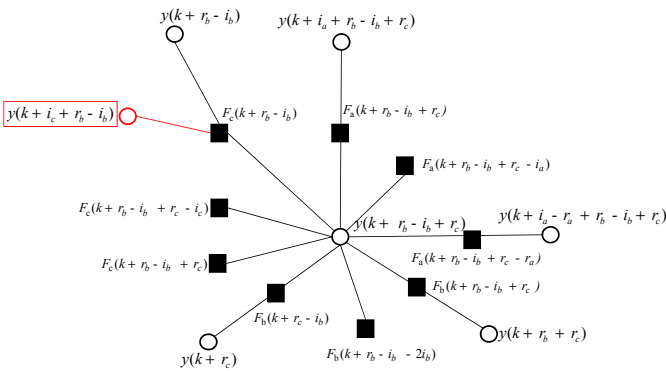 y(k + r_b - i_b)
y(k + i_a + r_b - i_b + r_c)
y(k + i_c + r_b - i_b)
F_c(k + r_b - i_b)
F_a(k + r_b - i_b + r_c)
F_a(k + r_b - i_b + r_c - i_a)
F_c(k + r_b - i_b + r_c - i_c)
y(k + r_b - i_b + r_c)
y(k + i_a - r_a + r_b - i_b + r_c)
F_c(k + r_b - i_b + r_c)
F_a(k + r_b - i_b + r_c - r_a)
F_b(k + r_b - i_b + r_c)
F_b(k + r_c - i_b)
y(k + r_b + r_c)
y(k + r_c)
F_b(k + r_b - i_b - 2i_b)